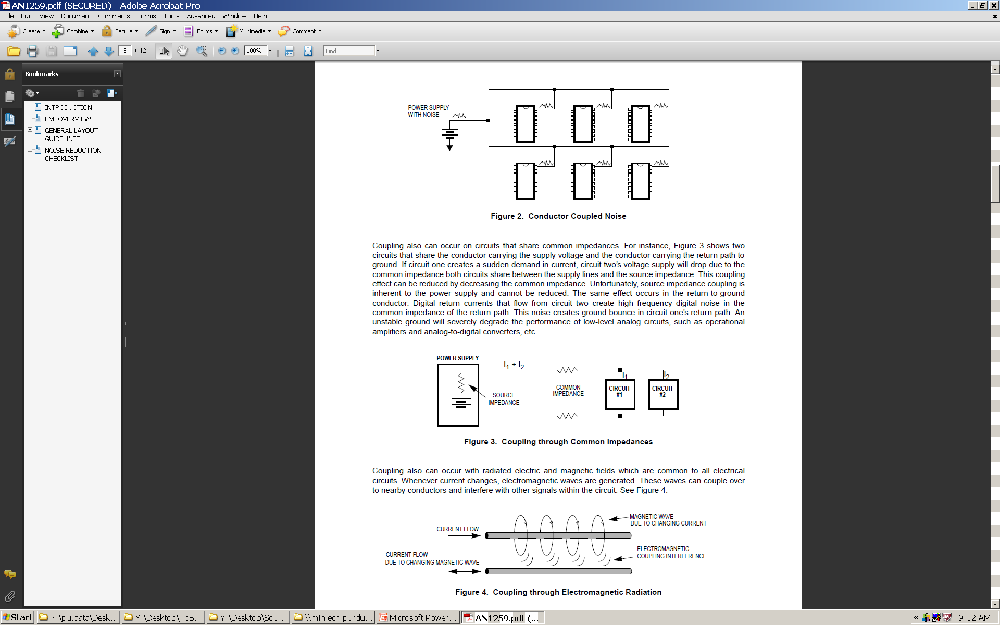 AN1259.pdf (SECURED) - Adobe Acrobat Pro
File Edit View Document Comments Forms Tools Advanced Window Help
Create Combine Secure Sign Forms Multimedia Comment
3 / 12 100% Find
Bookmarks
INTRODUCTION
EMI OVERVIEW
GENERAL LAYOUT
GUIDELINES
NOISE REDUCTION
CHECKLIST
POWER SUPPLY
WITH NOISE
Figure 2. Conductor Coupled Noise
Coupling also can occur on circuits that share common impedances. For instance, Figure 3 shows two
circuits that share the conductor carrying the supply voltage and the conductor carrying the return path to
ground. If circuit one creates a sudden demand in current, circuit two's voltage supply will drop due to the
common impedance both circuits share between the supply lines and the source impedance. This coupling
effect can be reduced by decreasing the common impedance. Unfortunately, source impedance coupling is
inherent to the power supply and cannot be reduced. The same effect occurs in the return-to-ground
conductor. Digital return currents that flow from circuit two create high frequency digital noise in the
common impedance of the return path. This noise creates ground bounce in circuit one's return path. An
unstable ground will severely degrade the performance of low-level analog circuits, such as operational
amplifiers and analog-to-digital converters, etc.
POWER SUPPLY
I1 + I2
I1
I2
SOURCE
IMPEDANCE
COMMON
IMPEDANCE
CIRCUIT
#1
CIRCUIT
#2
Figure 3. Coupling through Common Impedances
Coupling also can occur with radiated electric and magnetic fields which are common to all electrical
circuits. Whenever current changes, electromagnetic waves are generated. These waves can couple over
to nearby conductors and interfere with other signals within the circuit. See Figure 4.
MAGNETIC WAVE
DUE TO CHANGING CURRENT
CURRENT FLOW
ELECTROMAGNETIC
COUPLING INTERFERENCE
CURRENT FLOW
DUE TO CHANGING MAGNETIC WAVE
Figure 4. Coupling through Electromagnetic Radiation
Start R:\pu.data\Desk... Y:\Desktop\ToB... Y:\Desktop\Sou... \\min.ecn.purdu... Microsoft Power... AN1259.pdf (... « 9:12 AM